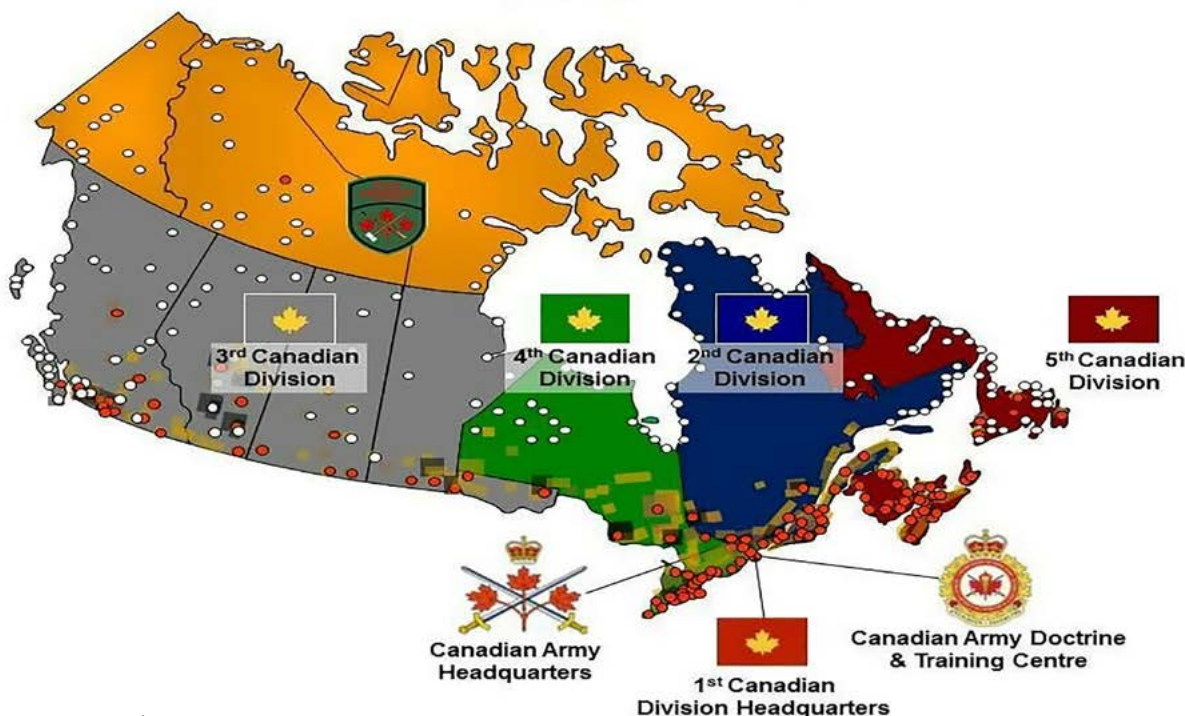 3rd Canadian
Division
4th Canadian
Division
2nd Canadian
Division
5th Canadian
Division
Canadian Army
Headquarters
1st Canadian
Division Headquarters
Canadian Army Doctrine
& Training Centre